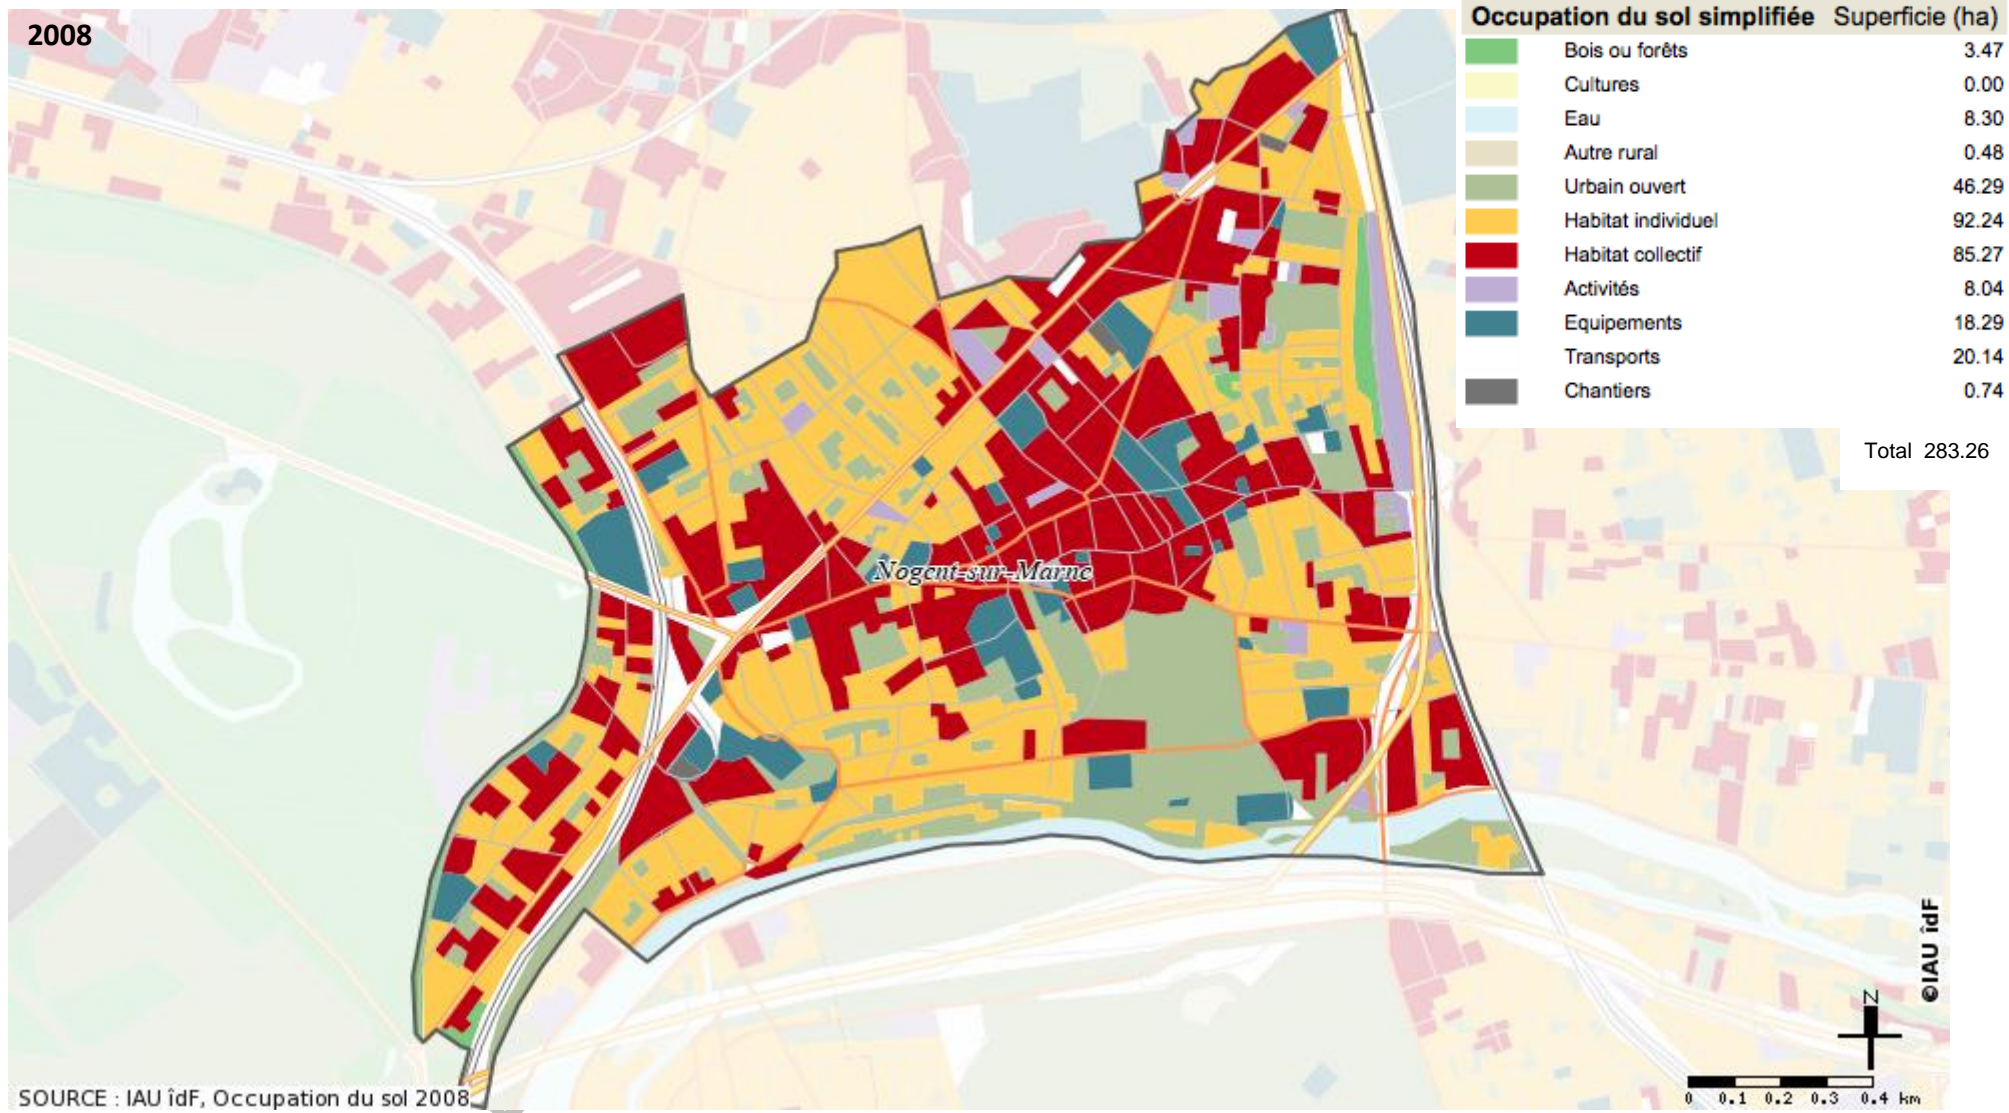 2008
Occupation du sol simplifiée Superficie (ha)
Bois ou forêts 3.47
Cultures 0.00
Eau 8.30
Autre rural 0.48
Urbain ouvert 46.29
Habitat individuel 92.24
Habitat collectif 85.27
Activités 8.04
Equipements 18.29
Transports 20.14
Chantiers 0.74
Total 283.26
Nogent-sur-Marne
©IAU îdF
N
0 0.1 0.2 0.3 0.4 km
SOURCE : IAU îdF, Occupation du sol 2008